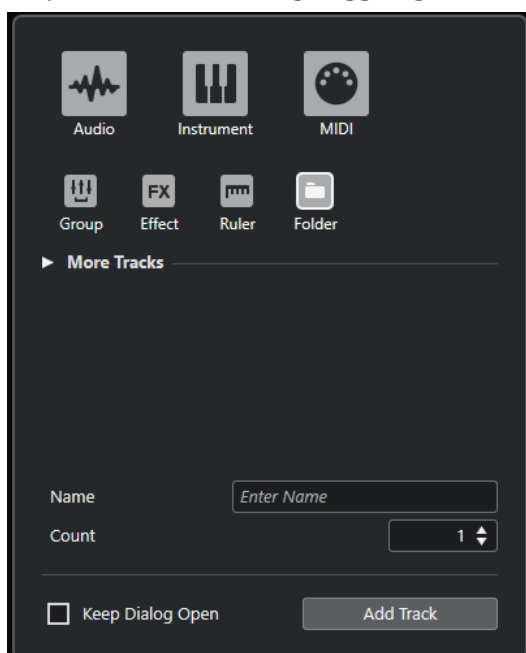 Audio Instrument MIDI
FX
Group Effect Ruler Folder
More Tracks
Name Enter Name
Count 1
Keep Dialog Open Add Track